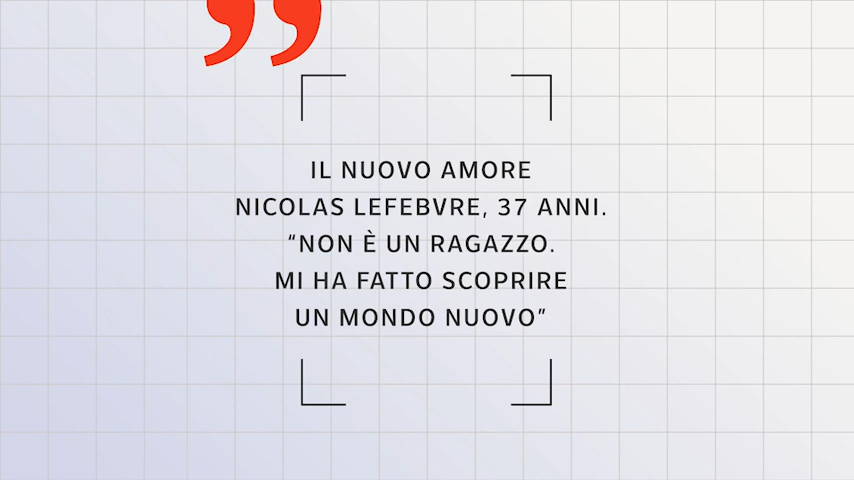 IL NUOVO AMORE
NICOLAS LEFEBVRE, 37 ANNI.
“NON È UN RAGAZZO.
MI HA FATTO SCOPRIRE
UN MONDO NUOVO”